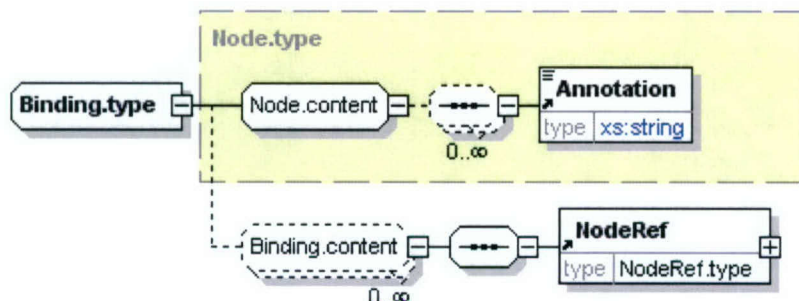 Node.type
Binding.type
Node.content
Annotation
type xs:string
0..∞
Binding.content
NodeRef
type NodeRef.type
0..∞